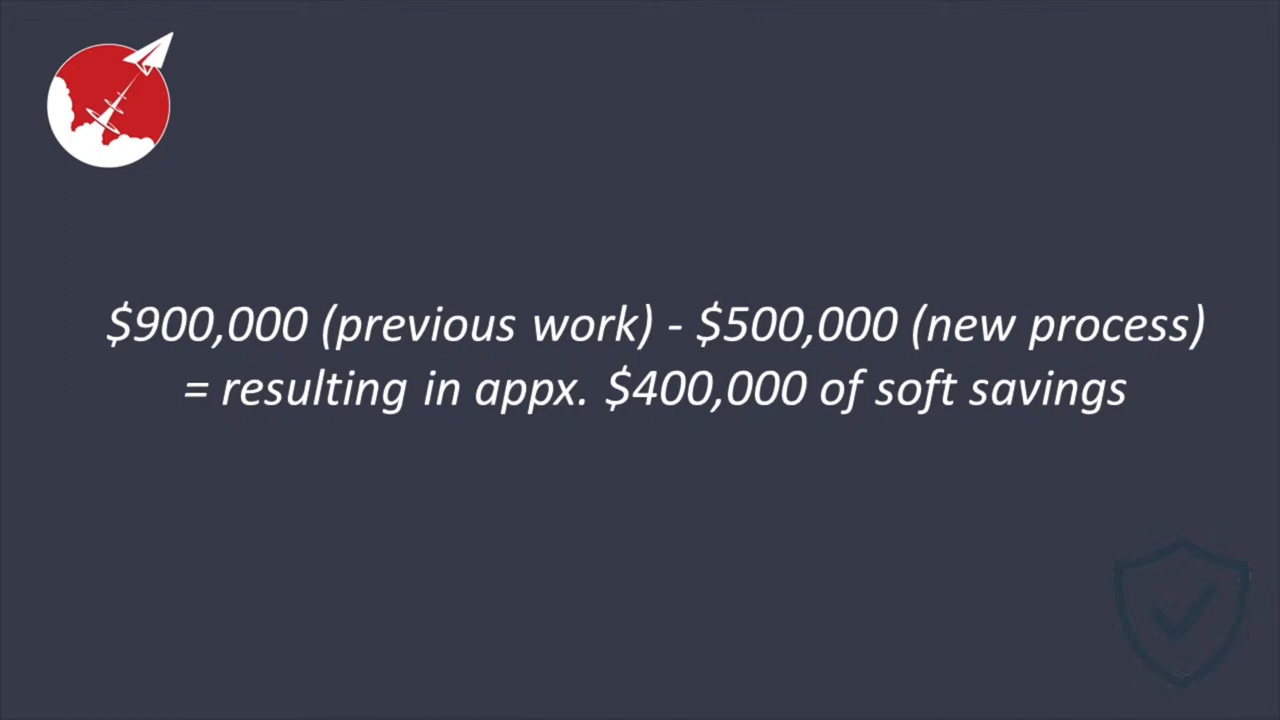 $900,000 (previous work) - $500,000 (new process)
= resulting in appx. $400,000 of soft savings